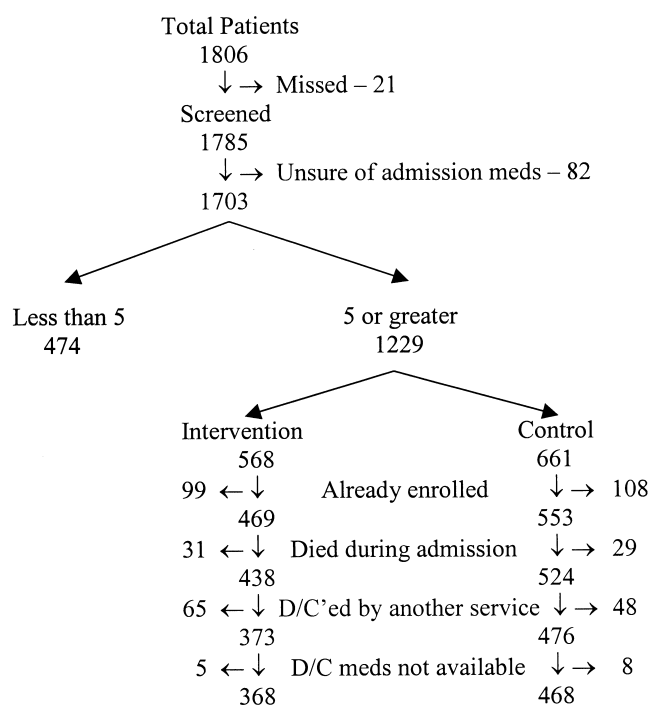 Total Patients
1806
↓ → Missed – 21
Screened
1785
↓ → Unsure of admission meds – 82
1703
Less than 5 5 or greater
474 1229
Intervention Control
568 661
99 ← ↓ Already enrolled ↓ → 108
469 553
31 ← ↓ Died during admission ↓ → 29
438 524
65 ← ↓ D/C’ed by another service ↓ → 48
373 476
5 ← ↓ D/C meds not available ↓ → 8
368 468